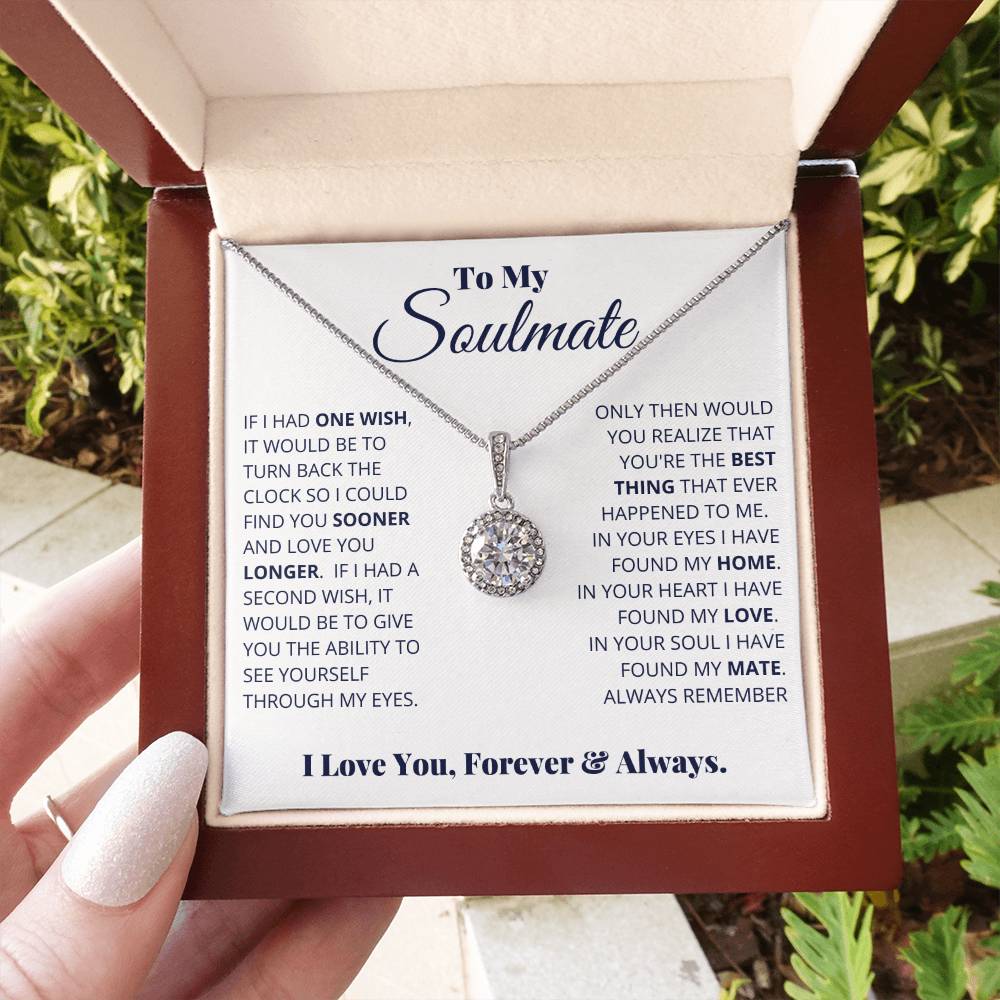 To My
Soulmate
IF I HAD ONE WISH,
IT WOULD BE TO
TURN BACK THE
CLOCK SO I COULD
FIND YOU SOONER
AND LOVE YOU
LONGER. IF I HAD A
SECOND WISH, IT
WOULD BE TO GIVE
YOU THE ABILITY TO
SEE YOURSELF
THROUGH MY EYES.
ONLY THEN WOULD
YOU REALIZE THAT
YOU'RE THE BEST
THING THAT EVER
HAPPENED TO ME.
IN YOUR EYES I HAVE
FOUND MY HOME.
IN YOUR HEART I HAVE
FOUND MY LOVE.
IN YOUR SOUL I HAVE
FOUND MY MATE.
ALWAYS REMEMBER
I Love You, Forever & Always.